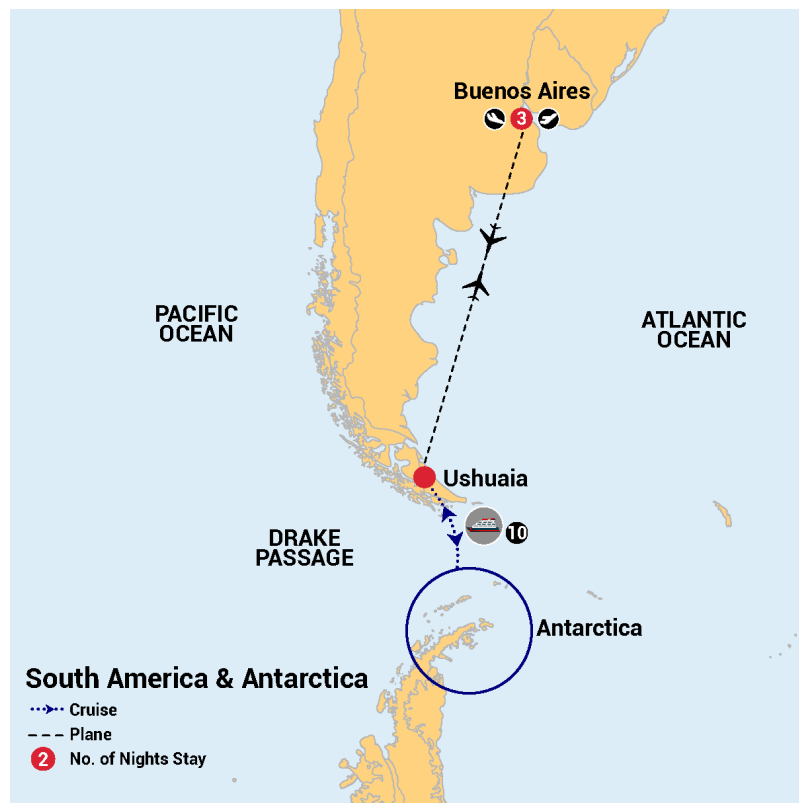 Buenos Aires
3
PACIFIC
OCEAN
ATLANTIC
OCEAN
Ushuaia
10
DRAKE
PASSAGE
Antarctica
South America & Antarctica
Cruise
Plane
2 No. of Nights Stay